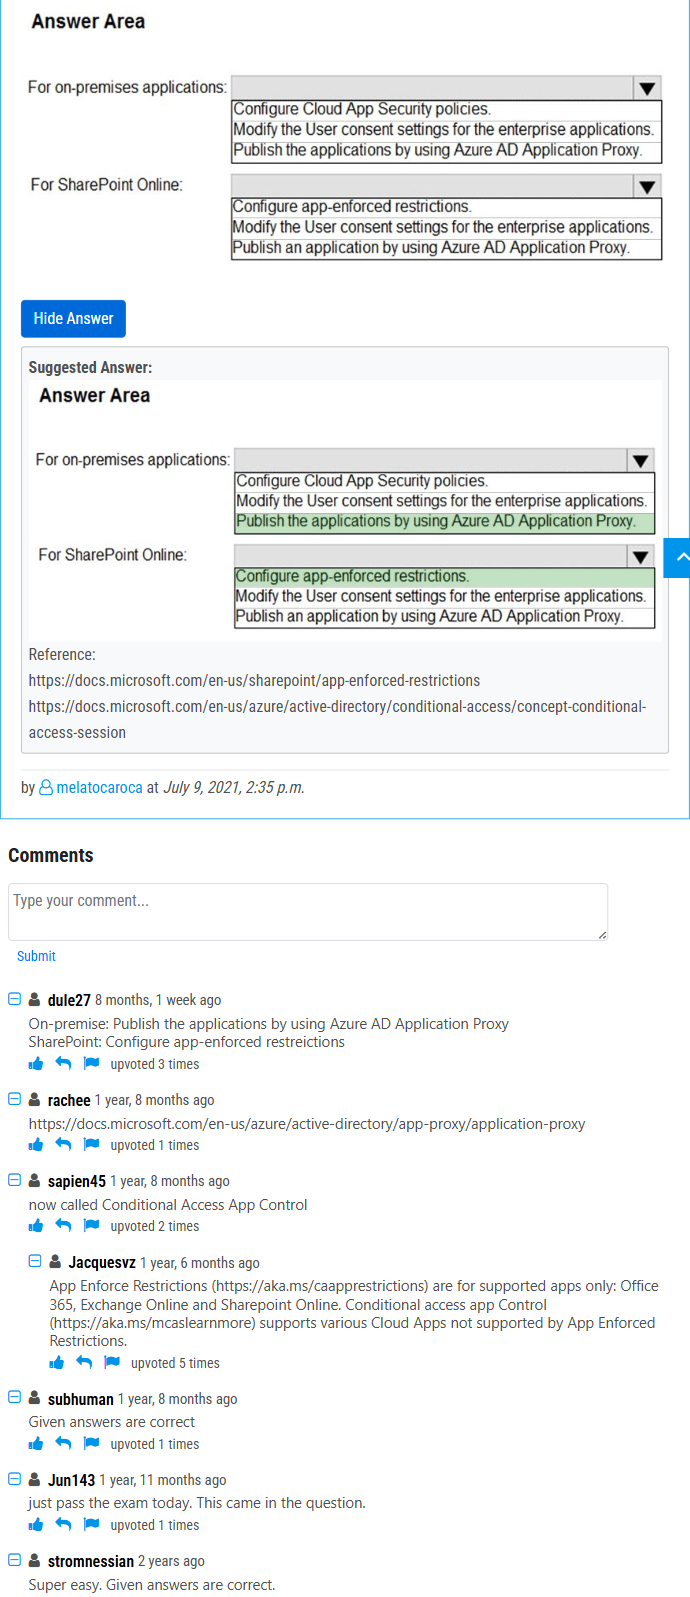 Answer Area
For on-premises applications:
Configure Cloud App Security policies.
Modify the User consent settings for the enterprise applications.
Publish the applications by using Azure AD Application Proxy.
For SharePoint Online:
Configure app-enforced restrictions.
Modify the User consent settings for the enterprise applications.
Publish an application by using Azure AD Application Proxy.
Hide Answer
Suggested Answer:
Answer Area
For on-premises applications:
Configure Cloud App Security policies.
Modify the User consent settings for the enterprise applications.
Publish the applications by using Azure AD Application Proxy.
For SharePoint Online:
Configure app-enforced restrictions.
Modify the User consent settings for the enterprise applications.
Publish an application by using Azure AD Application Proxy.
Reference:
https://docs.microsoft.com/en-us/sharepoint/app-enforced-restrictions
https://docs.microsoft.com/en-us/azure/active-directory/conditional-access/concept-conditional-
access-session
by melatocaroca at July 9, 2021, 2:35 p.m.
Comments
Type your comment...
Submit
dule27 8 months, 1 week ago
On-premise: Publish the applications by using Azure AD Application Proxy
SharePoint: Configure app-enforced restreictions
upvoted 3 times
rachee 1 year, 8 months ago
https://docs.microsoft.com/en-us/azure/active-directory/app-proxy/application-proxy
upvoted 1 times
sapien45 1 year, 8 months ago
now called Conditional Access App Control
upvoted 2 times
Jacquesvz 1 year, 6 months ago
App Enforce Restrictions (https://aka.ms/caapprestrictions) are for supported apps only: Office
365, Exchange Online and Sharepoint Online. Conditional access app Control
(https://aka.ms/mcaslearnmore) supports various Cloud Apps not supported by App Enforced
Restrictions.
upvoted 5 times
subhuman 1 year, 8 months ago
Given answers are correct
upvoted 1 times
Jun143 1 year, 11 months ago
just pass the exam today. This came in the question.
upvoted 1 times
stromnessian 2 years ago
Super easy. Given answers are correct.